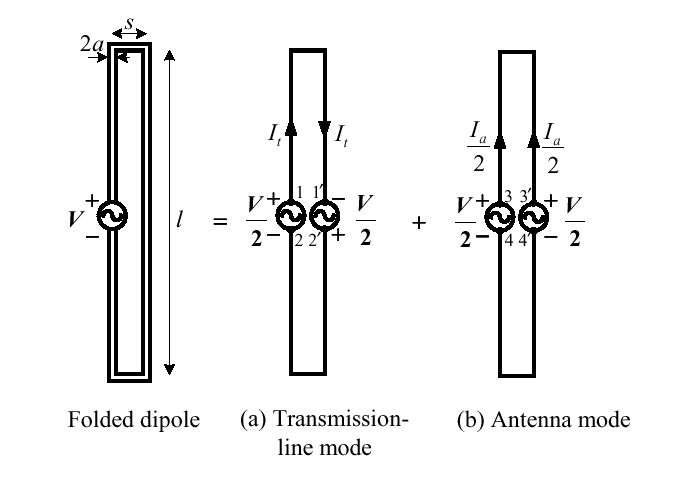 s
2a
I_t I_t
I_a/2 I_a/2
V + − l = V/2 + − 1 1′ 2 2′ − + V/2 + V/2 + − 3 3′ 4 4′ + − V/2
Folded dipole (a) Transmission- (b) Antenna mode
line mode